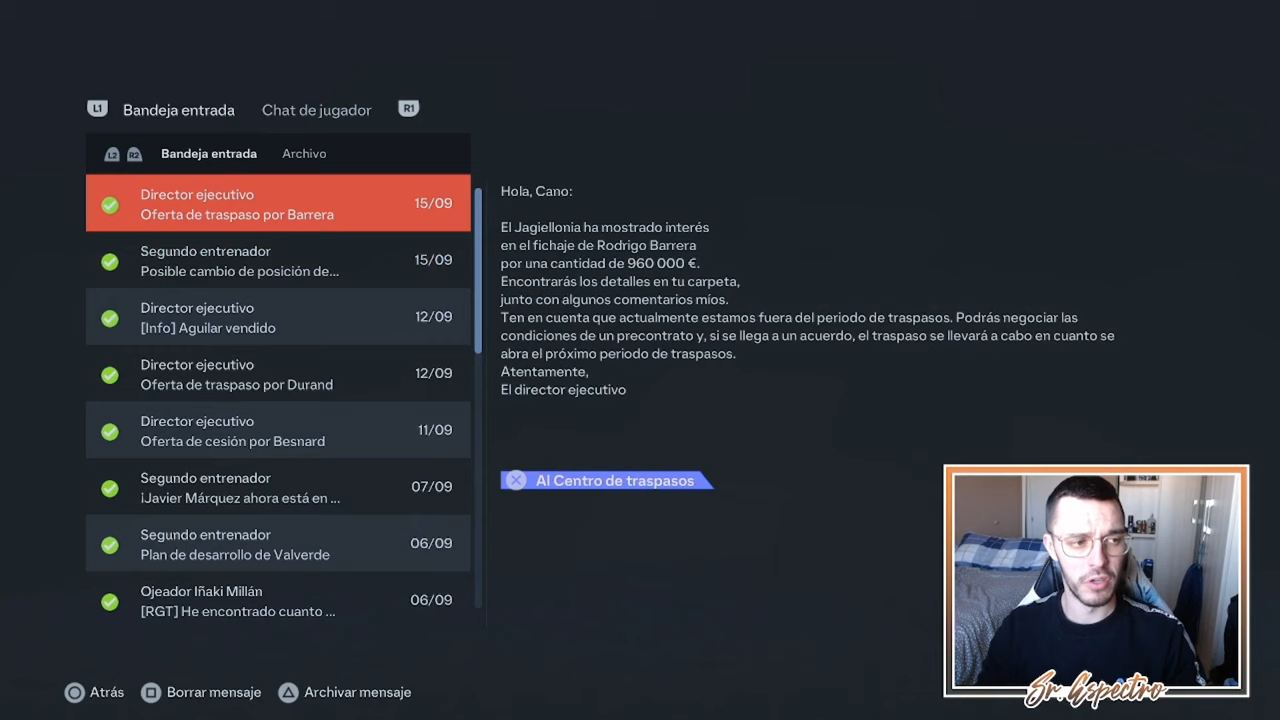 L1 Bandeja entrada Chat de jugador R1
L2 R2 Bandeja entrada Archivo
Director ejecutivo
Oferta de traspaso por Barrera
15/09
Segundo entrenador
Posible cambio de posición de...
15/09
Director ejecutivo
[Info] Aguilar vendido
12/09
Director ejecutivo
Oferta de traspaso por Durand
12/09
Director ejecutivo
Oferta de cesión por Besnard
11/09
Segundo entrenador
¡Javier Márquez ahora está en ...
07/09
Segundo entrenador
Plan de desarrollo de Valverde
06/09
Ojeador Iñaki Millán
[RGT] He encontrado cuanto ...
06/09
Hola, Cano:
El Jagiellonia ha mostrado interés
en el fichaje de Rodrigo Barrera
por una cantidad de 960 000 €.
Encontrarás los detalles en tu carpeta,
junto con algunos comentarios míos.
Ten en cuenta que actualmente estamos fuera del periodo de traspasos. Podrás negociar las
condiciones de un precontrato y, si se llega a un acuerdo, el traspaso se llevará a cabo en cuanto se
abra el próximo periodo de traspasos.
Atentamente,
El director ejecutivo
Al Centro de traspasos
Sr. Aspectro
Atrás Borrar mensaje Archivar mensaje